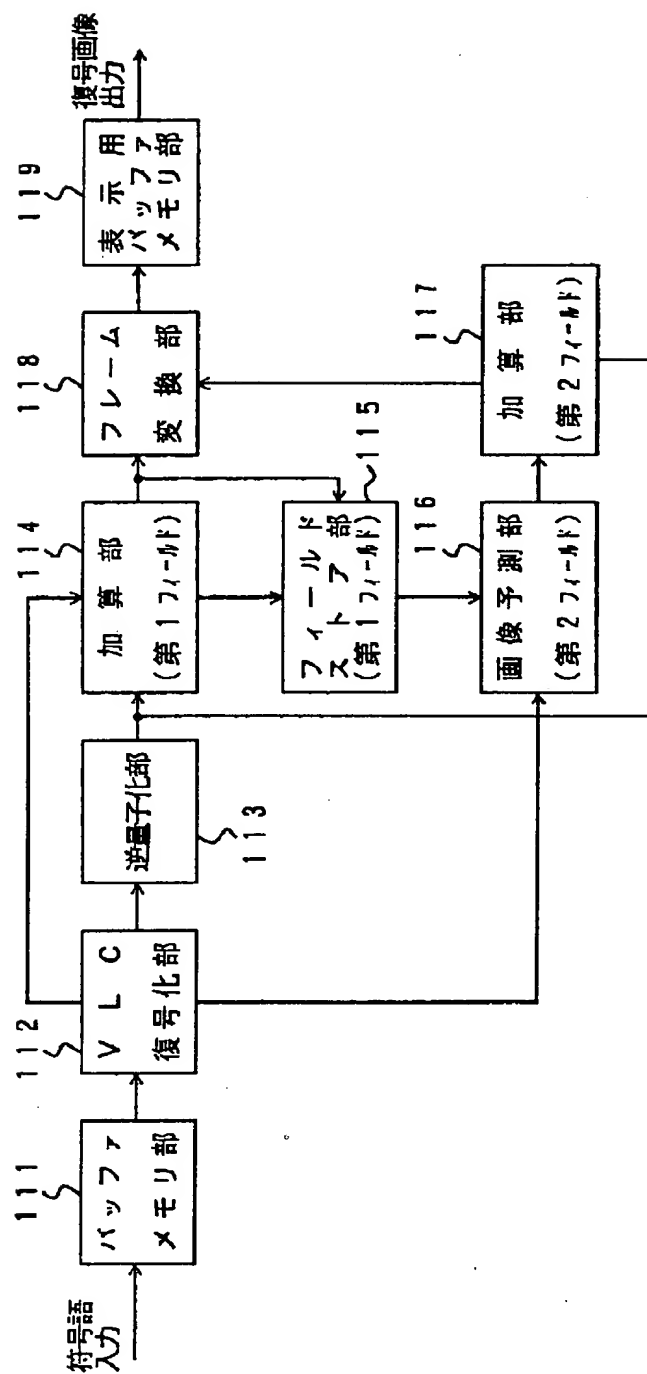 符号語
入力
111
バッファ
メモリ部
112
VLC
復号化部
113
逆量子化部
114
加算部
(第1フィールド)
115
フィールド
ストア部
(第1フィールド)
116
画像予測部
(第2フィールド)
117
加算部
(第2フィールド)
118
フレーム
変換部
119
表示用
バッファ
メモリ部
復号画像
出力